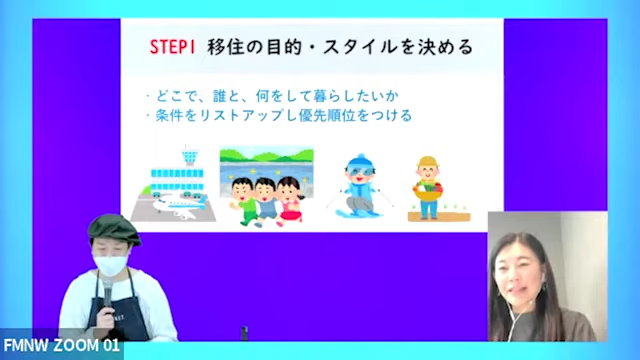 STEP1 移住の目的・スタイルを決める
・どこで、誰と、何をして暮らしたいか
・条件をリストアップし優先順位をつける
FMNW ZOOM 01